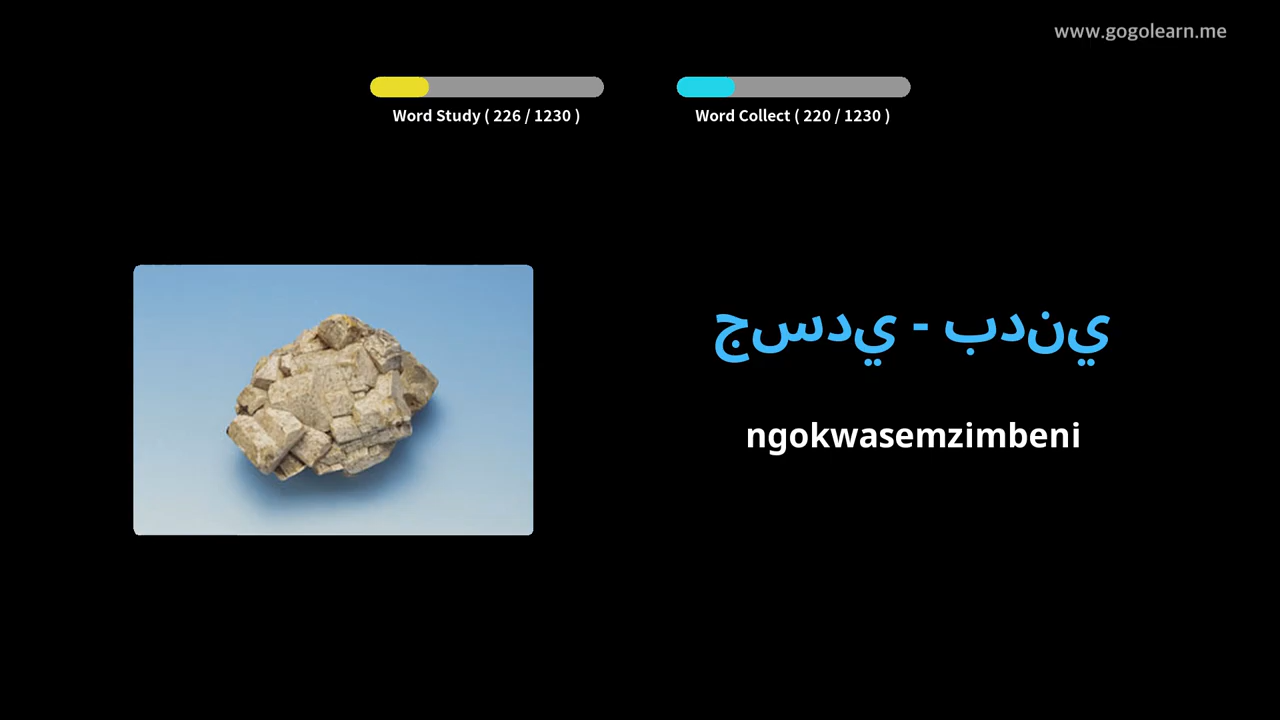 www.gogolearn.me
Word Study ( 226 / 1230 )
Word Collect ( 220 / 1230 )
جسدي - بدني
ngokwasemzimbeni